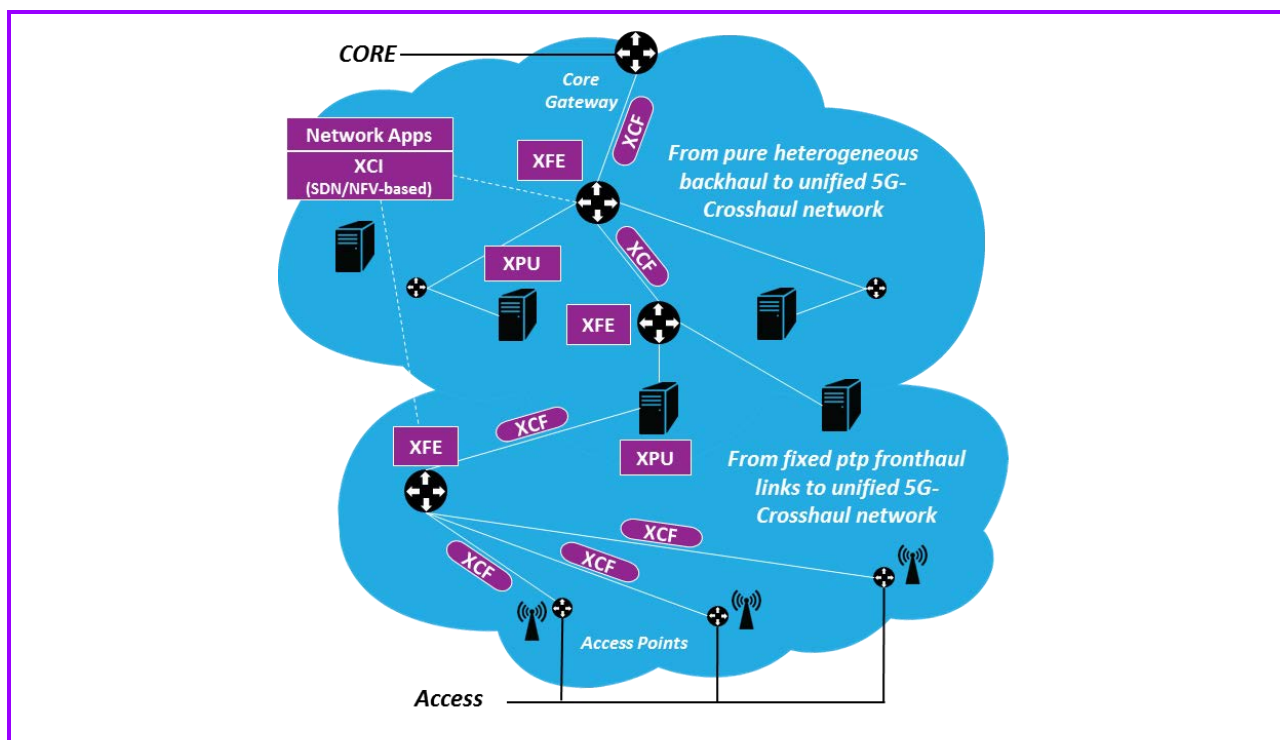 CORE
Core
Gateway
XCF
Network Apps
XCI
(SDN/NFV-based)
XFE
From pure heterogeneous
backhaul to unified 5G-
Crosshaul network
XCF
XPU
XFE
XCF
XFE
XPU
From fixed ptp fronthaul
links to unified 5G-
Crosshaul network
XCF
XCF
XCF
Access Points
Access